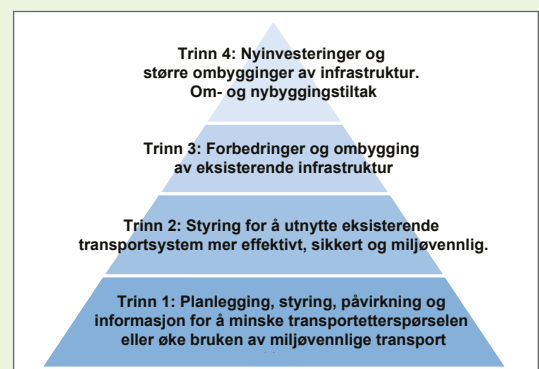 Trinn 4: Nyinvesteringer og
større ombygginger av infrastruktur.
Om- og nybyggingstiltak
Trinn 3: Forbedringer og ombygging
av eksisterende infrastruktur
Trinn 2: Styring for å utnytte eksisterende
transportsystem mer effektivt, sikkert og miljøvennlig.
Trinn 1: Planlegging, styring, påvirkning og
informasjon for å minske transportetterspørselen
eller øke bruken av miljøvennlige transport